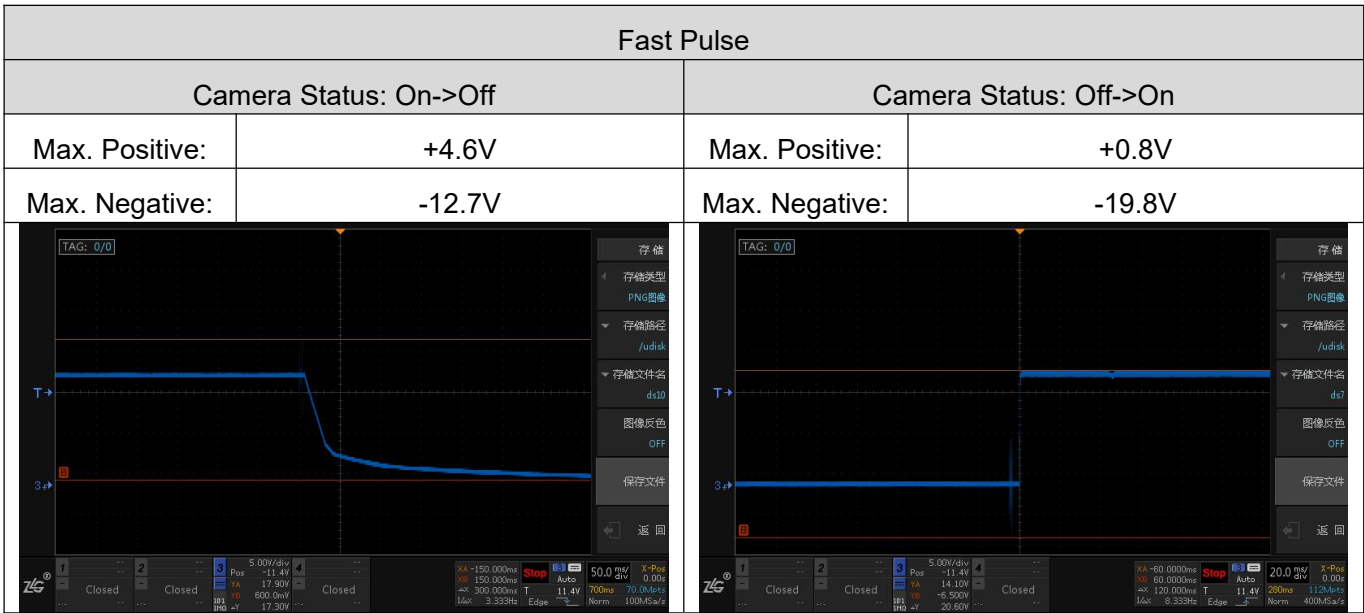 Fast Pulse
Camera Status: On->Off
Camera Status: Off->On
Max. Positive:
+4.6V
Max. Positive:
+0.8V
Max. Negative:
-12.7V
Max. Negative:
-19.8V
TAG: 0/0
存储
存储类型
PNG图像
存储路径
/udisk
存储文件名
ds10
图像反色
OFF
保存文件
返回
T
B
3
ZLG®
1 Closed
2 Closed
3 5.00V/div
Pos -11.4V
YA 17.90V
YB 600.0mV
1MΩ △Y 17.30V
4 Closed
XA -150.000ms
XB 150.000ms
△X 300.000ms
1/△X 3.333Hz
Stop
Auto
T 11.4V
Edge
50.0 ms/div
X-Pos
0.00s
700ms 70.0Mpts
Norm 100MSa/s
TAG: 0/0
存储
存储类型
PNG图像
存储路径
/udisk
存储文件名
ds7
图像反色
OFF
保存文件
返回
T
B
3
ZLG®
1 Closed
2 Closed
3 5.00V/div
Pos -11.4V
YA 14.10V
YB -6.500V
1MΩ △Y 20.60V
4 Closed
XA -60.0000ms
XB 60.0000ms
△X 120.000ms
1/△X 8.333Hz
Stop
Auto
T 11.4V
Edge
20.0 ms/div
X-Pos
0.00s
280ms 112Mpts
Norm 400MSa/s